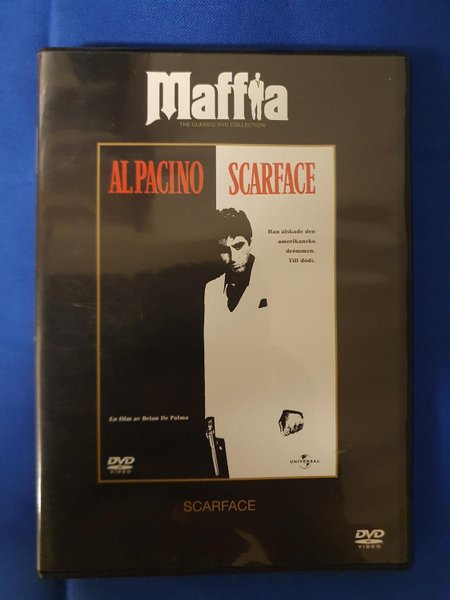 Maffia
THE CLASSIC DVD COLLECTION
AL PACINO SCARFACE
Han älskade den
amerikanska
drömmen.
Till döds.
En film av Brian De Palma
DVD
VIDEO
UNIVERSAL
SCARFACE
DVD
VIDEO